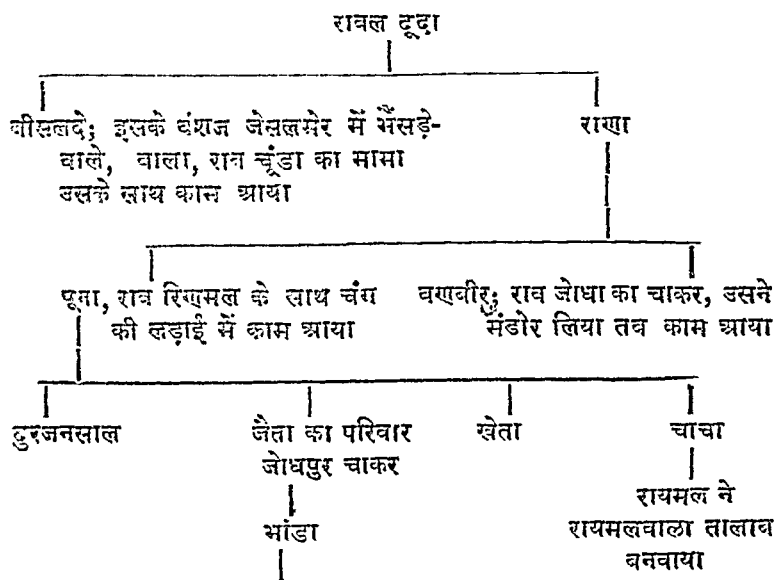 रावल दूदा
बीसलदे; इसके वंशज जेसलमेर में भैंसड़े-
वाले, वाला, राव चूंडा का मामा
उसके साथ काम आया
राणा
पूना, राव रिणमल के साथ चंग
की लड़ाई में काम आया
वणवीर; राव जोधा का चाकर, उसने
मंडोर लिया तब काम आया
दुरजनसाल
जैता का परिवार
जोधपुर चाकर
खेता
चाचा
भांडा
रायमल ने
रायमलवाला तालाब
बनवाया